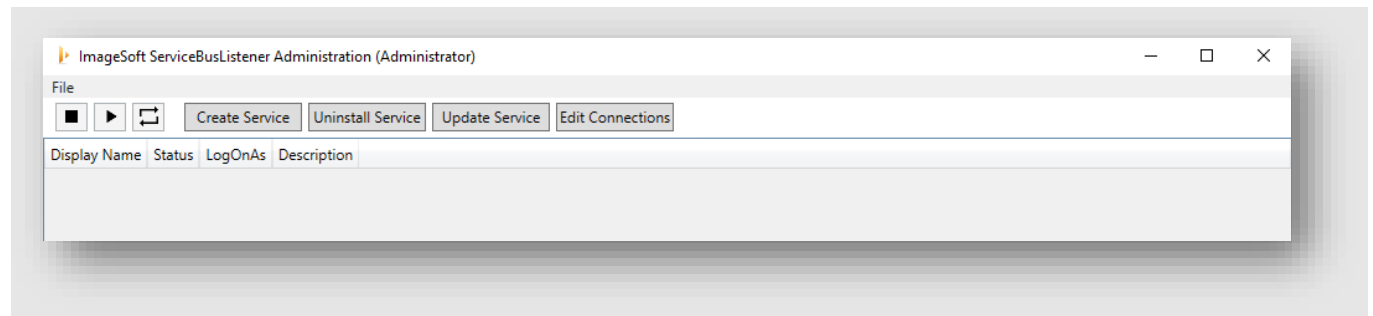 ImageSoft ServiceBusListener Administration (Administrator)
File
Create Service Uninstall Service Update Service Edit Connections
Display Name Status LogOnAs Description